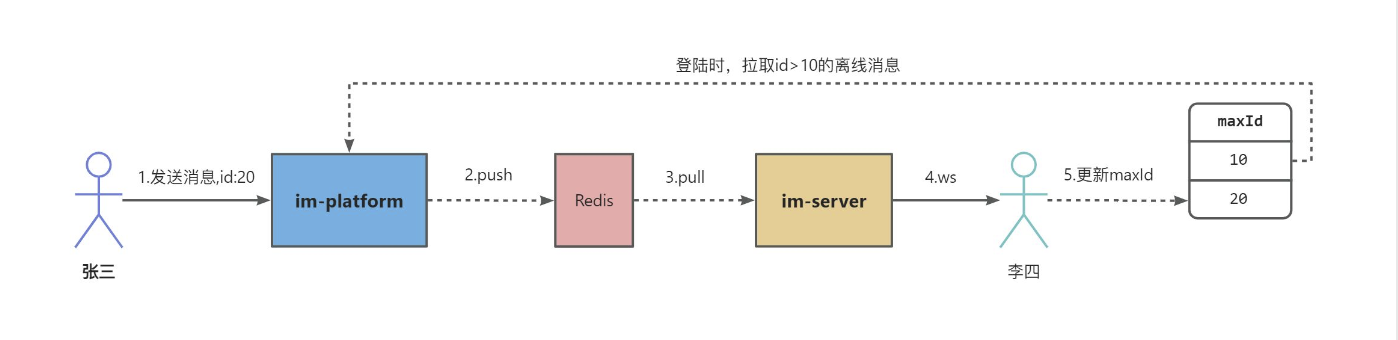 登陆时，拉取id>10的离线消息
maxId
10
20
1.发送消息,id:20
im-platform
2.push
Redis
3.pull
im-server
4.ws
5.更新maxId
张三
李四